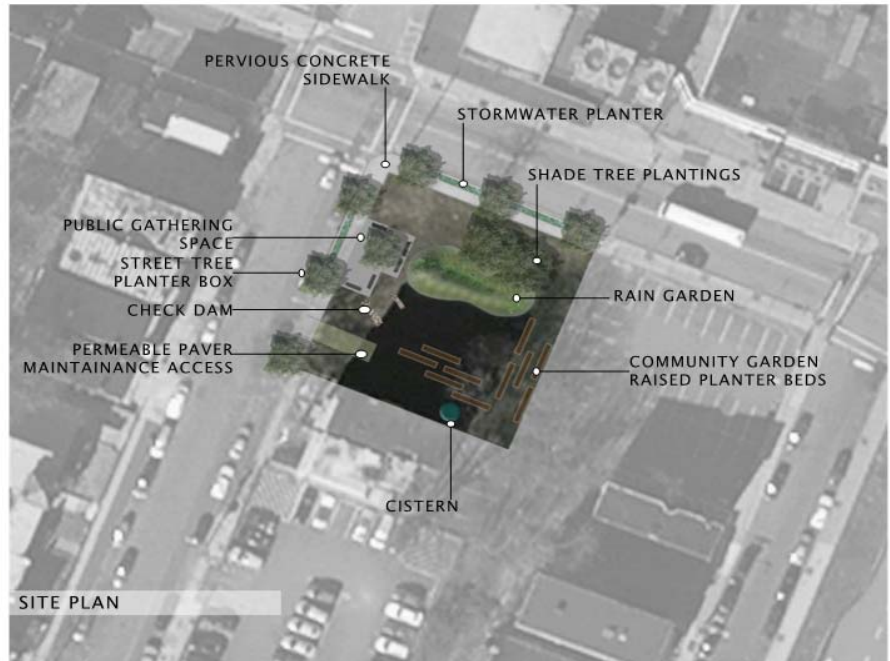 PERVIOUS CONCRETE
SIDEWALK
STORMWATER PLANTER
SHADE TREE PLANTINGS
PUBLIC GATHERING
SPACE
STREET TREE
PLANTER BOX
CHECK DAM
RAIN GARDEN
PERMEABLE PAVER
MAINTAINANCE ACCESS
COMMUNITY GARDEN
RAISED PLANTER BEDS
CISTERN
SITE PLAN